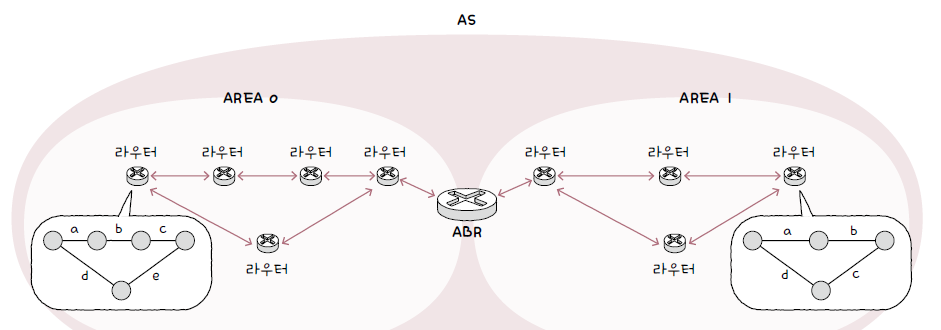 AS
AREA 0
AREA 1
라우터 라우터 라우터 라우터
라우터 라우터 라우터
ABR
라우터
라우터
a b c
d e
a b
d c